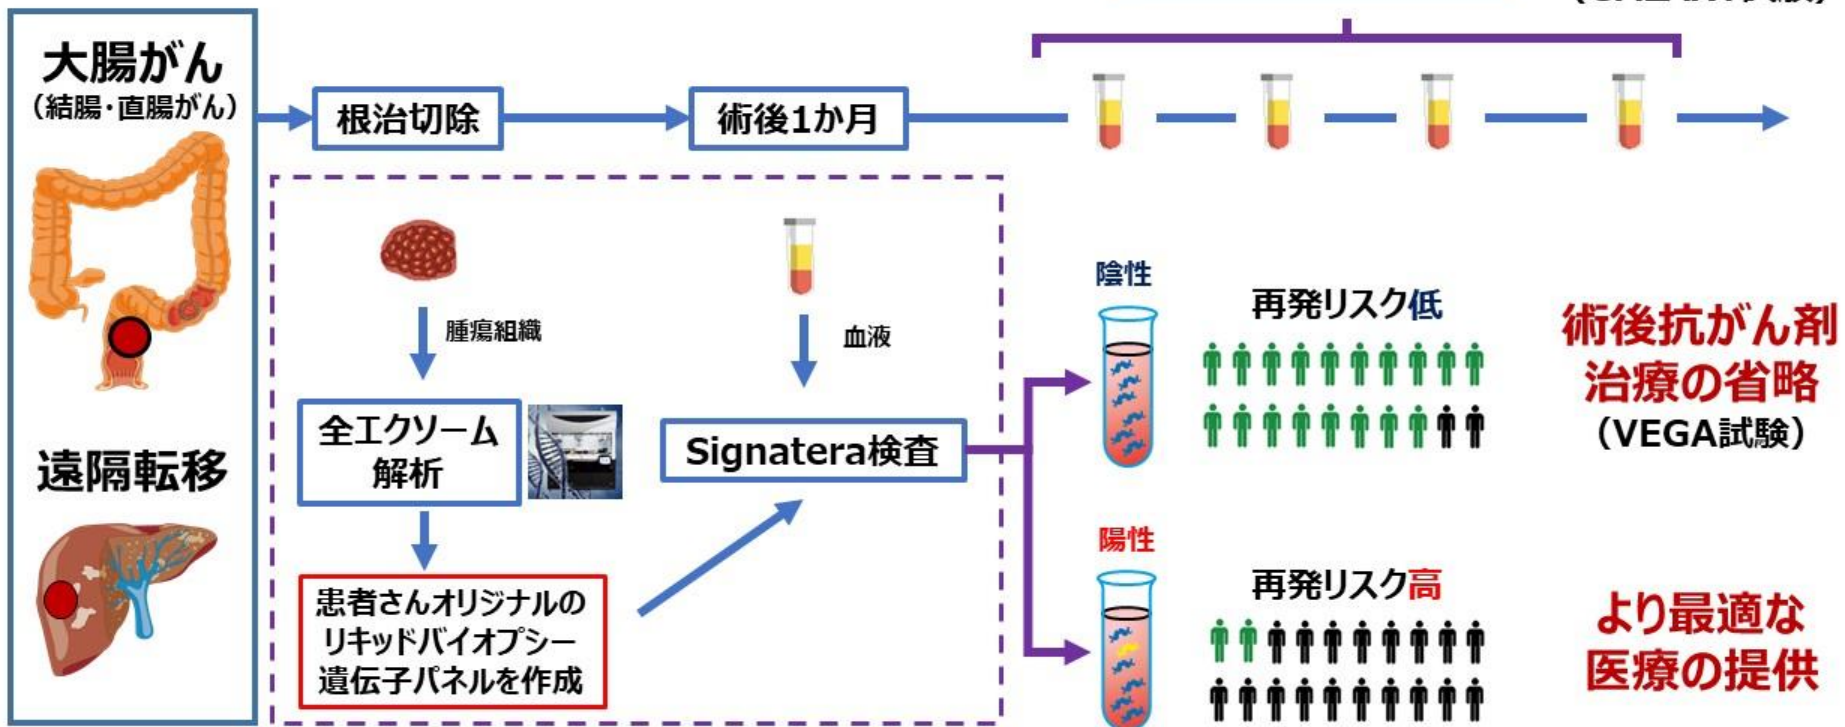 大腸がん
（結腸・直腸がん）
根治切除
術後1か月
腫瘍組織
血液
全エクソーム
解析
Signatera検査
患者さんオリジナルの
リキッドバイオプシー
遺伝子パネルを作成
遠隔転移
陰性
再発リスク低
術後抗がん剤
治療の省略
（VEGA試験）
陽性
再発リスク高
より最適な
医療の提供